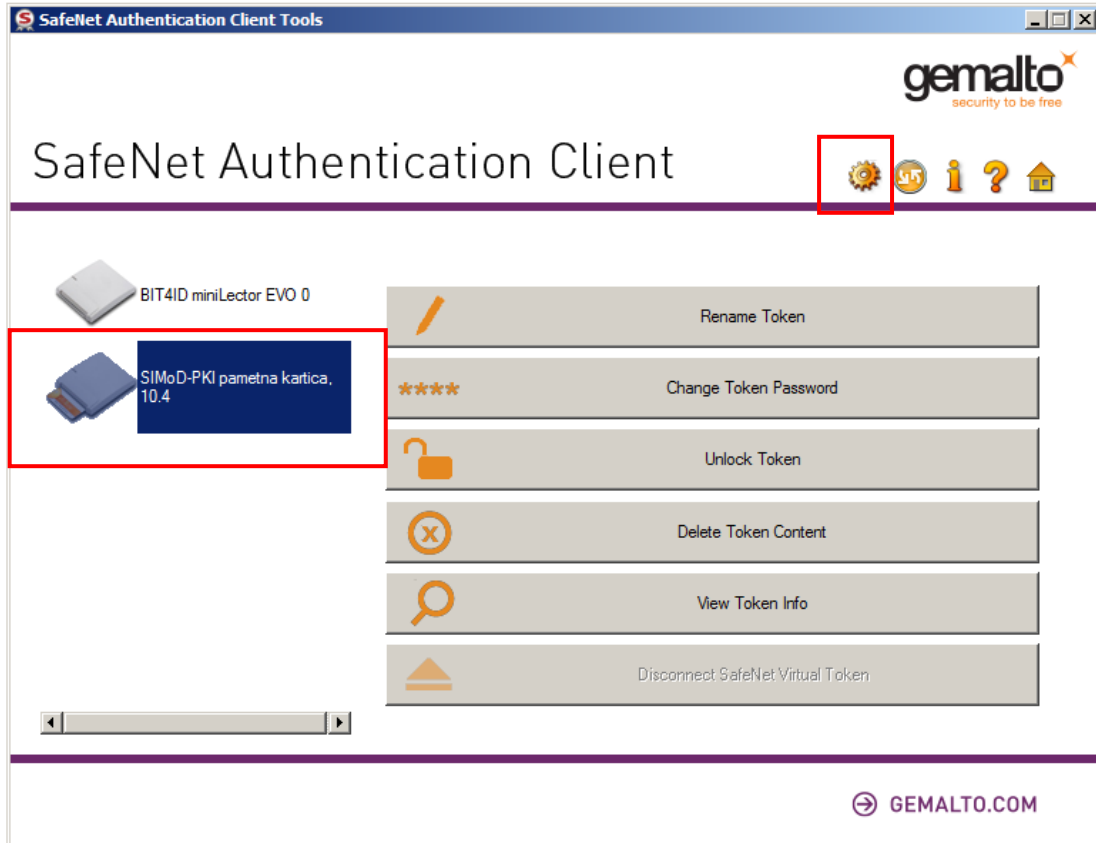 SafeNet Authentication Client Tools
gemalto
security to be free
SafeNet Authentication Client
BIT4ID miniLector EVO 0
SIMoD-PKI pametna kartica,
10.4
Rename Token
****
Change Token Password
Unlock Token
Delete Token Content
View Token Info
Disconnect SafeNet Virtual Token
GEMALTO.COM